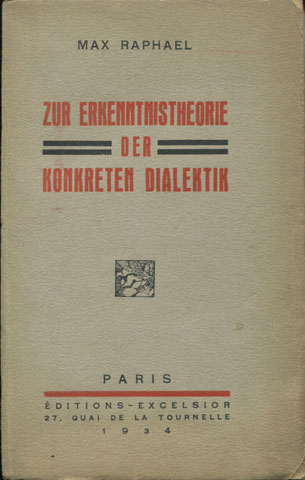 MAX RAPHAEL
ZUR ERKENNTNISTHEORIE
DER
KONKRETEN DIALEKTIK
PARIS
ÉDITIONS-EXCELSIOR
27, QUAI DE LA TOURNELLE
1934